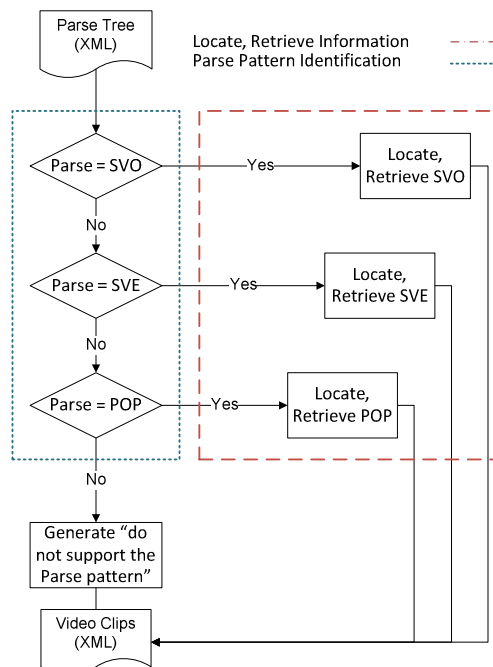 Parse Tree
(XML)
Locate, Retrieve Information
Parse Pattern Identification
Parse = SVO
Yes
Locate,
Retrieve SVO
No
Parse = SVE
Yes
Locate,
Retrieve SVE
No
Parse = POP
Yes
Locate,
Retrieve POP
No
Generate “do
not support the
Parse pattern”
Video Clips
(XML)